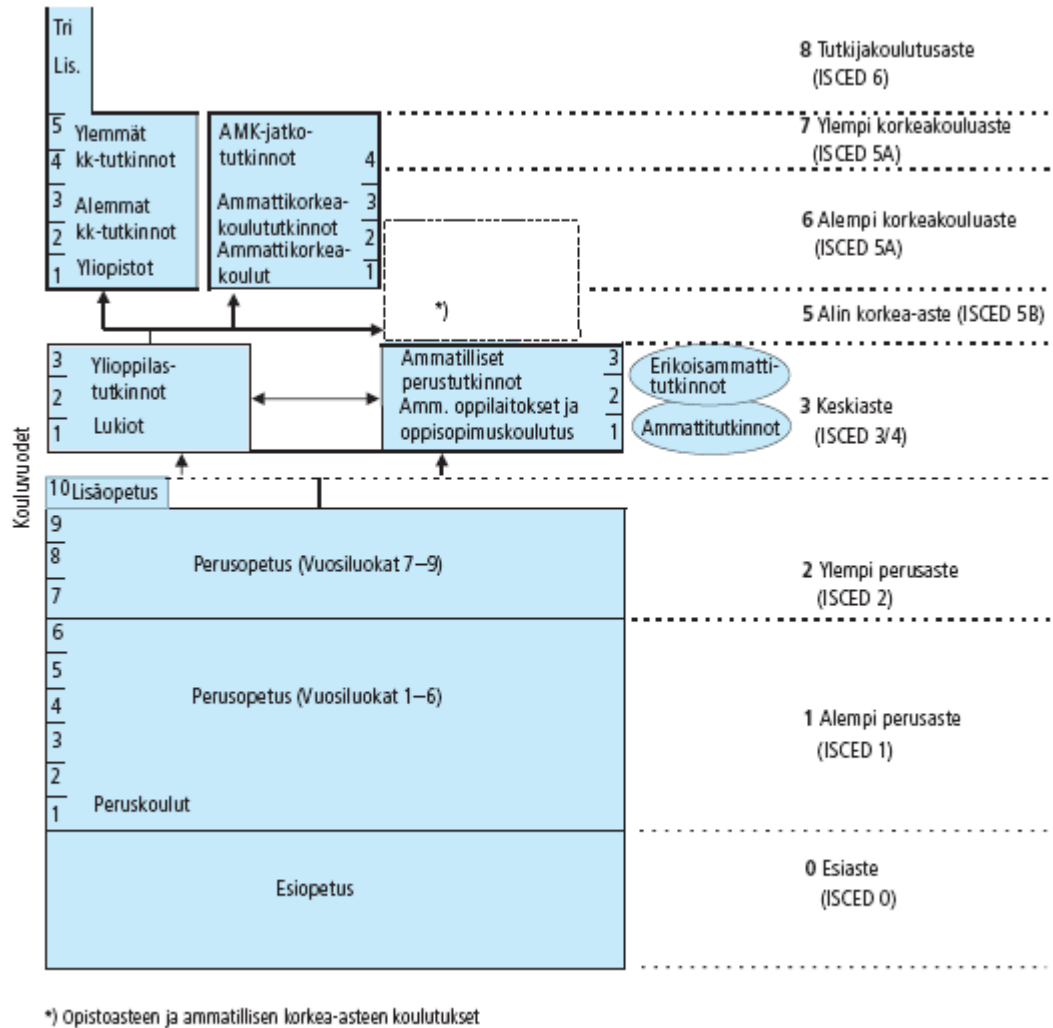 Tri
Lis.
8 Tutkijakoulutusaste
(ISCED 6)
5 Ylemmät
4 kk-tutkinnot
3 Alemmat
2 kk-tutkinnot
1 Yliopistot
AMK-jatko-
tutkinnot 4
Ammattikorkea- 3
koulututkinnot
Ammattikorkea- 2
koulut 1
7 Ylempi korkeakouluaste
(ISCED 5A)
6 Alempi korkeakouluaste
(ISCED 5A)
*)
5 Alin korkea-aste (ISCED 5B)
3 Ylioppilas-
2 tutkinnot
1 Lukiot
Ammatilliset 3
perustutkinnot
Amm. oppilaitokset ja 2
oppisopimuskoulutus 1
Erikoisammatti-
tutkinnot
Ammattitutkinnot
3 Keskiaste
(ISCED 3/4)
Kouluvuodet
10 Lisäopetus
9
8
7
Perusopetus (Vuosiluokat 7–9)
2 Ylempi perusaste
(ISCED 2)
6
5
4
3
2
1
Perusopetus (Vuosiluokat 1–6)
Peruskoulut
1 Alempi perusaste
(ISCED 1)
Esiopetus
0 Esiaste
(ISCED 0)
*) Opistoasteen ja ammatillisen korkea-asteen koulutukset